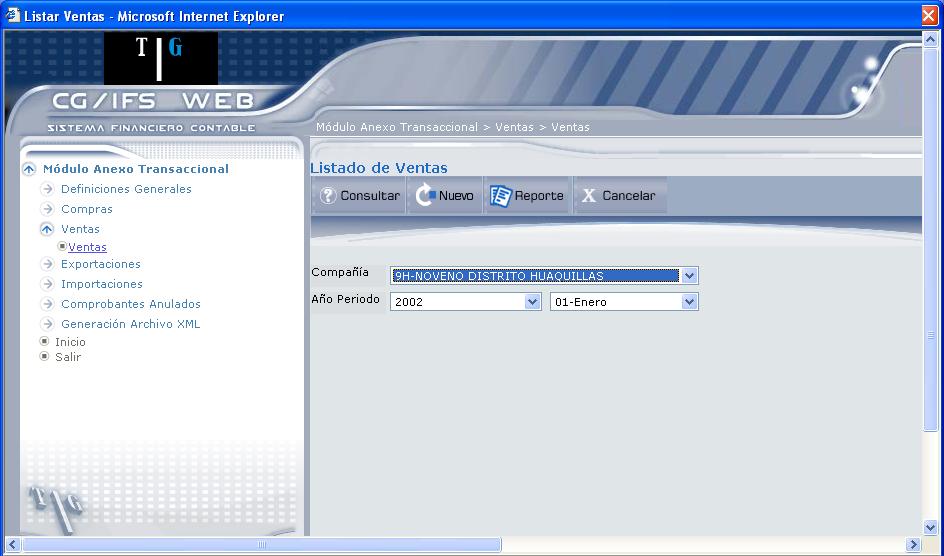 Listar Ventas - Microsoft Internet Explorer
T G
CG/IFS WEB
SISTEMA FINANCIERO CONTABLE
Módulo Anexo Transaccional > Ventas > Ventas
Módulo Anexo Transaccional
Definiciones Generales
Compras
Ventas
Ventas
Exportaciones
Importaciones
Comprobantes Anulados
Generación Archivo XML
Inicio
Salir
Listado de Ventas
Consultar Nuevo Reporte X Cancelar
Compañía 9H-NOVENO DISTRITO HUAQUILLAS
Año Periodo 2002 01-Enero
T G